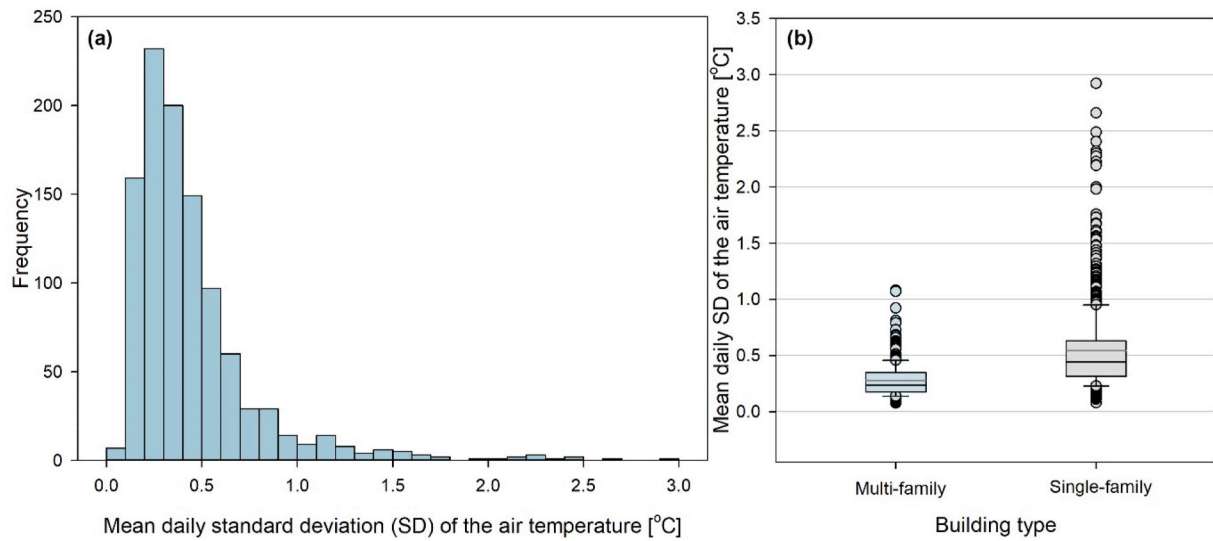 (a)
250
200
150
100
50
0
Frequency
0.0 0.5 1.0 1.5 2.0 2.5 3.0
Mean daily standard deviation (SD) of the air temperature [°C]
(b)
3.5
3.0
2.5
2.0
1.5
1.0
0.5
0.0
Mean daily SD of the air temperature [°C]
Multi-family Single-family
Building type